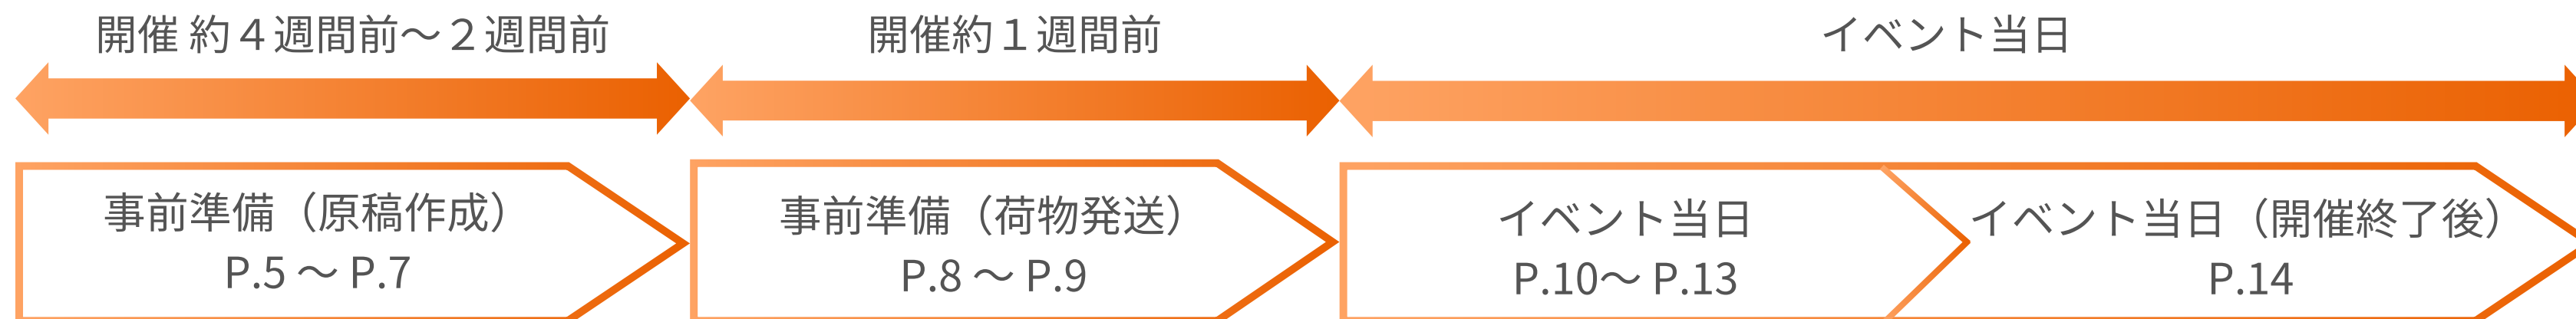 開催 約４週間前～２週間前
開催約１週間前
イベント当日
事前準備（原稿作成）
P.5 ～ P.7
事前準備（荷物発送）
P.8 ～ P.9
イベント当日
P.10～ P.13
イベント当日（開催終了後）
P.14